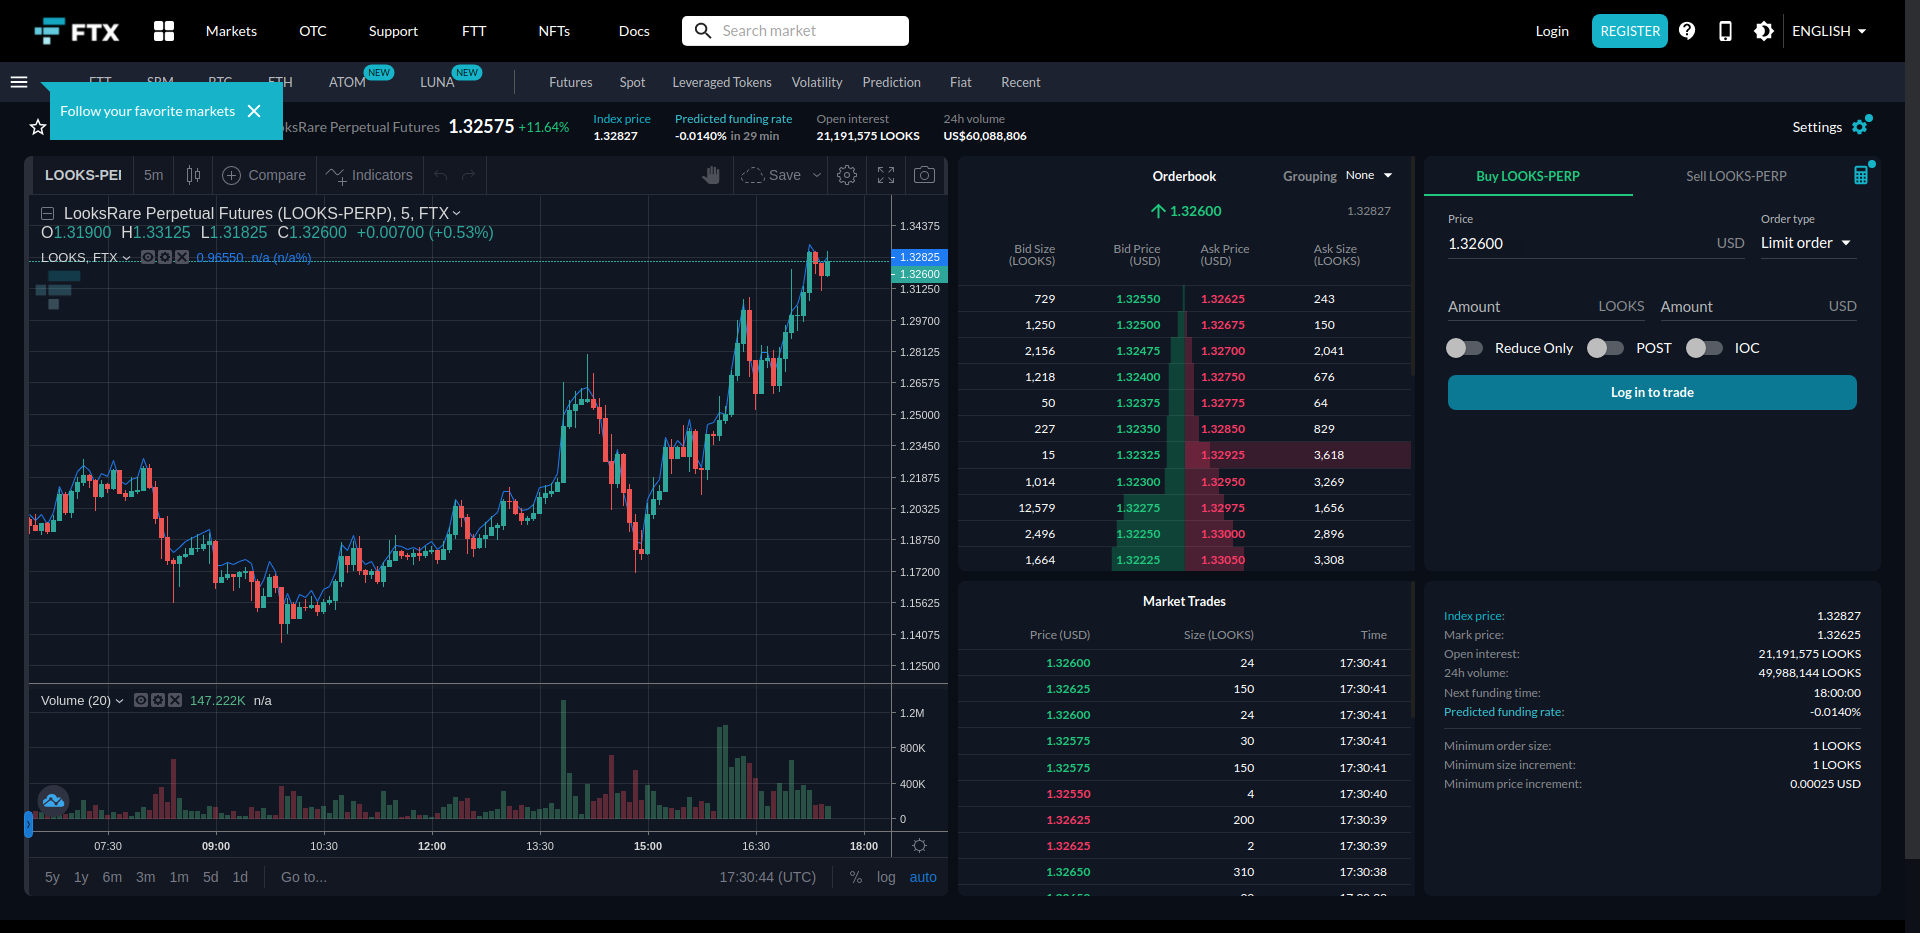 FTX Markets OTC Support FTT NFTs Docs Search market Login REGISTER ENGLISH
ATOM NEW LUNA NEW Futures Spot Leveraged Tokens Volatility Prediction Fiat Recent
Follow your favorite markets
ksRare Perpetual Futures 1.32575 +11.64%
Index price
1.32827
Predicted funding rate
-0.0140% in 29 min
Open interest
21,191,575 LOOKS
24h volume
US$60,088,806
Settings
LOOKS-PE 5m Compare Indicators Save
LooksRare Perpetual Futures (LOOKS-PERP), 5, FTX
O1.31900 H1.33125 L1.31825 C1.32600 +0.00700 (+0.53%)
LOOKS, FTX 0.96550 n/a (n/a%)
1.34375
1.32825
1.32600
1.31250
1.29700
1.28125
1.26575
1.25000
1.23450
1.21875
1.20325
1.18750
1.17200
1.15625
1.14075
1.12500
Volume (20) 147.222K n/a
1.2M
800K
400K
0
07:30 09:00 10:30 12:00 13:30 15:00 16:30 18:00
5y 1y 6m 3m 1m 5d 1d Go to... 17:30:44 (UTC) % log auto
Orderbook Grouping None
1.32600 1.32827
Bid Size Bid Price Ask Price Ask Size
(LOOKS) (USD) (USD) (LOOKS)
729 1.32550 1.32625 243
1,250 1.32500 1.32675 150
2,156 1.32475 1.32700 2,041
1,218 1.32400 1.32750 676
50 1.32375 1.32775 64
227 1.32350 1.32850 829
15 1.32325 1.32925 3,618
1,014 1.32300 1.32950 3,269
12,579 1.32275 1.32975 1,656
2,496 1.32250 1.33000 2,896
1,664 1.32225 1.33050 3,308
Market Trades
Price (USD) Size (LOOKS) Time
1.32600 24 17:30:41
1.32625 150 17:30:41
1.32600 24 17:30:41
1.32575 30 17:30:41
1.32575 150 17:30:41
1.32550 4 17:30:40
1.32625 200 17:30:39
1.32625 2 17:30:39
1.32650 310 17:30:38
Buy LOOKS-PERP Sell LOOKS-PERP
Price Order type
1.32600 USD Limit order
Amount LOOKS Amount USD
Reduce Only POST IOC
Log in to trade
Index price: 1.32827
Mark price: 1.32625
Open interest: 21,191,575 LOOKS
24h volume: 49,988,144 LOOKS
Next funding time: 18:00:00
Predicted funding rate: -0.0140%
Minimum order size: 1 LOOKS
Minimum size increment: 1 LOOKS
Minimum price increment: 0.00025 USD